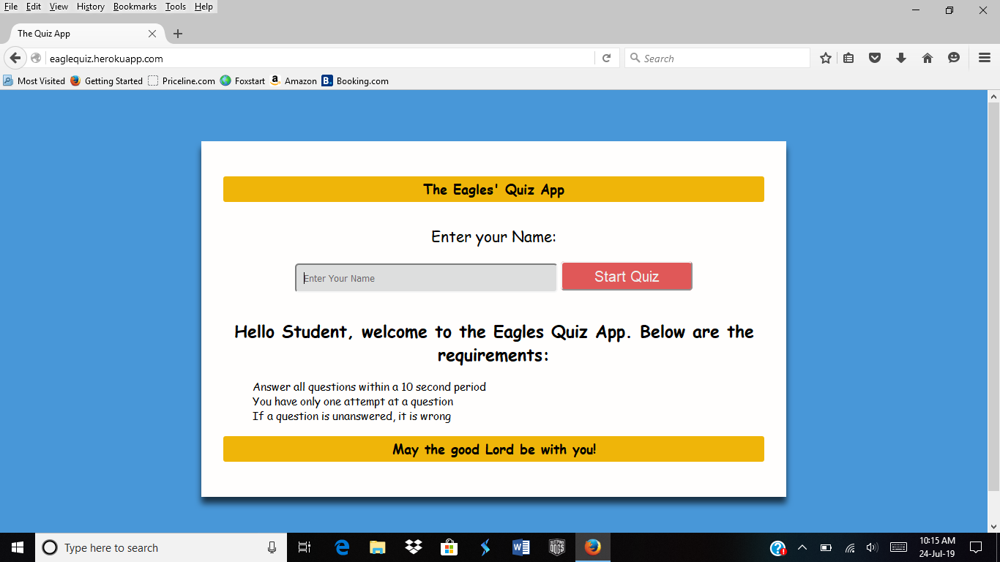 File Edit View History Bookmarks Tools Help
The Quiz App
eaglequiz.herokuapp.com
Search
Most Visited Getting Started Priceline.com Foxstart Amazon Booking.com
The Eagles' Quiz App
Enter your Name:
Enter Your Name
Start Quiz
Hello Student, welcome to the Eagles Quiz App. Below are the
requirements:
Answer all questions within a 10 second period
You have only one attempt at a question
If a question is unanswered, it is wrong
May the good Lord be with you!
Type here to search
10:15 AM
24-Jul-19